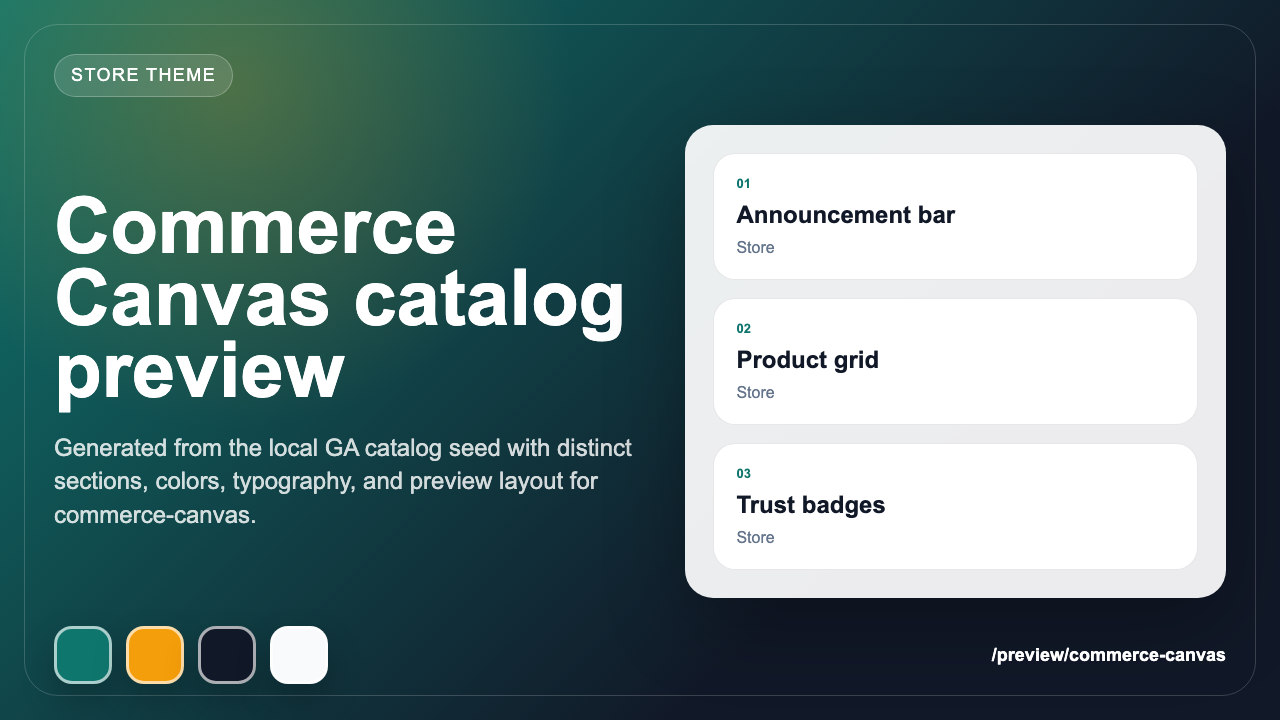 STORE THEME
Commerce
Canvas catalog
preview
Generated from the local GA catalog seed with distinct
sections, colors, typography, and preview layout for
commerce-canvas.
01
Announcement bar
Store
02
Product grid
Store
03
Trust badges
Store
/preview/commerce-canvas